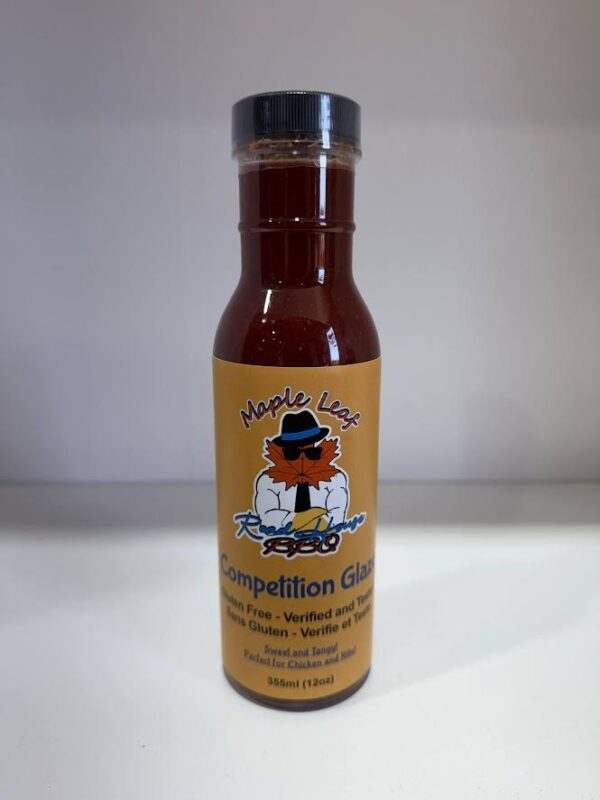 Maple Leaf
Road House
BBQ
Competition Glaze
Gluten Free - Verified and Tested
Sans Gluten - Verifie et Teste
Sweet and Tangy!
Perfect for Chicken and Ribs!
355ml (12oz)